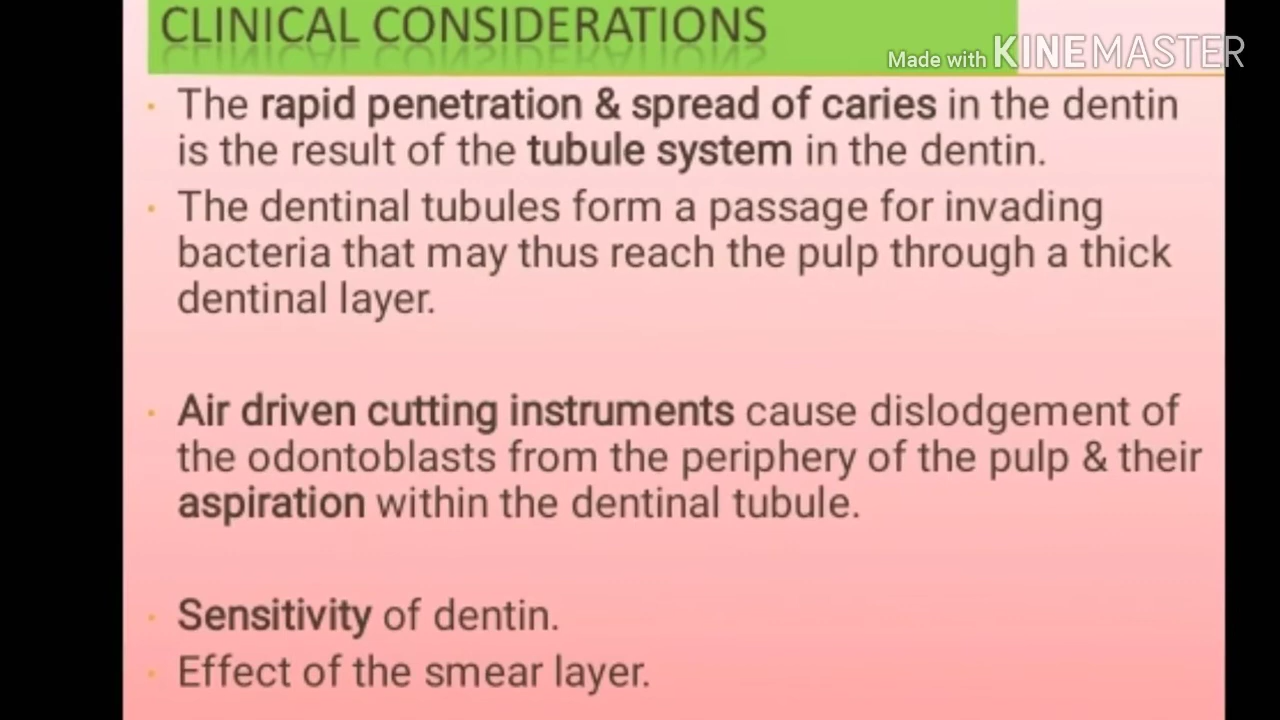 CLINICAL CONSIDERATIONS
Made with KINEMASTER
· The rapid penetration & spread of caries in the dentin
is the result of the tubule system in the dentin.
· The dentinal tubules form a passage for invading
bacteria that may thus reach the pulp through a thick
dentinal layer.
· Air driven cutting instruments cause dislodgement of
the odontoblasts from the periphery of the pulp & their
aspiration within the dentinal tubule.
· Sensitivity of dentin.
· Effect of the smear layer.